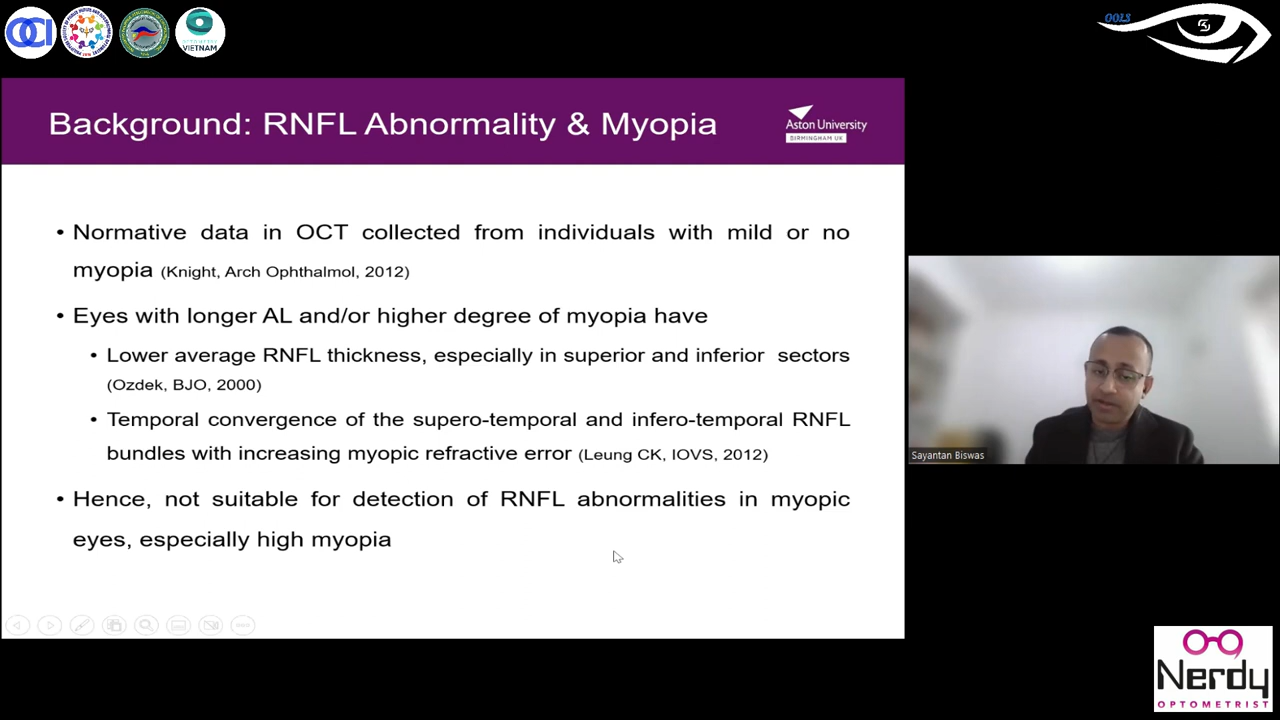 OCI
VIETNAM
OOLS
Background: RNFL Abnormality & Myopia
Aston University
BIRMINGHAM UK
• Normative data in OCT collected from individuals with mild or no
myopia (Knight, Arch Ophthalmol, 2012)
• Eyes with longer AL and/or higher degree of myopia have
• Lower average RNFL thickness, especially in superior and inferior sectors
(Ozdek, BJO, 2000)
• Temporal convergence of the supero-temporal and infero-temporal RNFL
bundles with increasing myopic refractive error (Leung CK, IOVS, 2012)
• Hence, not suitable for detection of RNFL abnormalities in myopic
eyes, especially high myopia
Sayantan Biswas
Nerdy
OPTOMETRIST